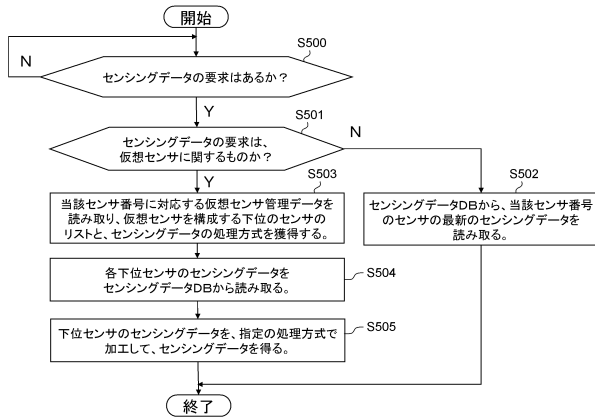 開始
S500
N
センシングデータの要求はあるか？
Y
S501
センシングデータの要求は、
仮想センサに関するものか？
N
Y
S503
当該センサ番号に対応する仮想センサ管理データを
読み取り、仮想センサを構成する下位のセンサの
リストと、センシングデータの処理方式を獲得する。
S502
センシングデータDBから、当該センサ番号
のセンサの最新のセンシングデータを
読み取る。
各下位センサのセンシングデータを
センシングデータDBから読み取る。
S504
下位センサのセンシングデータを、指定の処理方式で
加工して、センシングデータを得る。
S505
終了